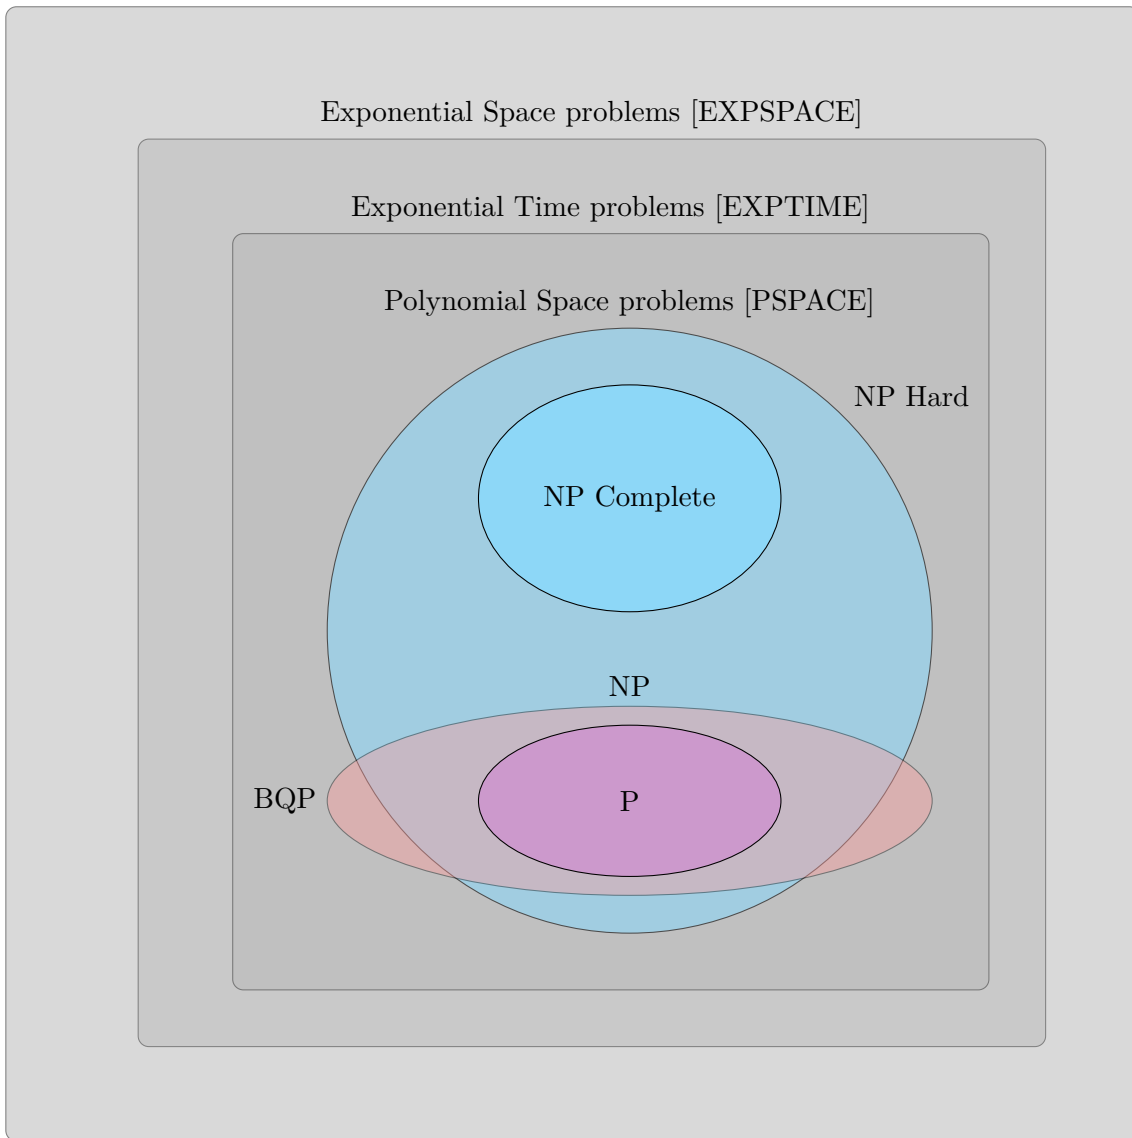 Exponential Space problems [EXPSPACE]
Exponential Time problems [EXPTIME]
Polynomial Space problems [PSPACE]
NP Hard
NP Complete
NP
BQP
P